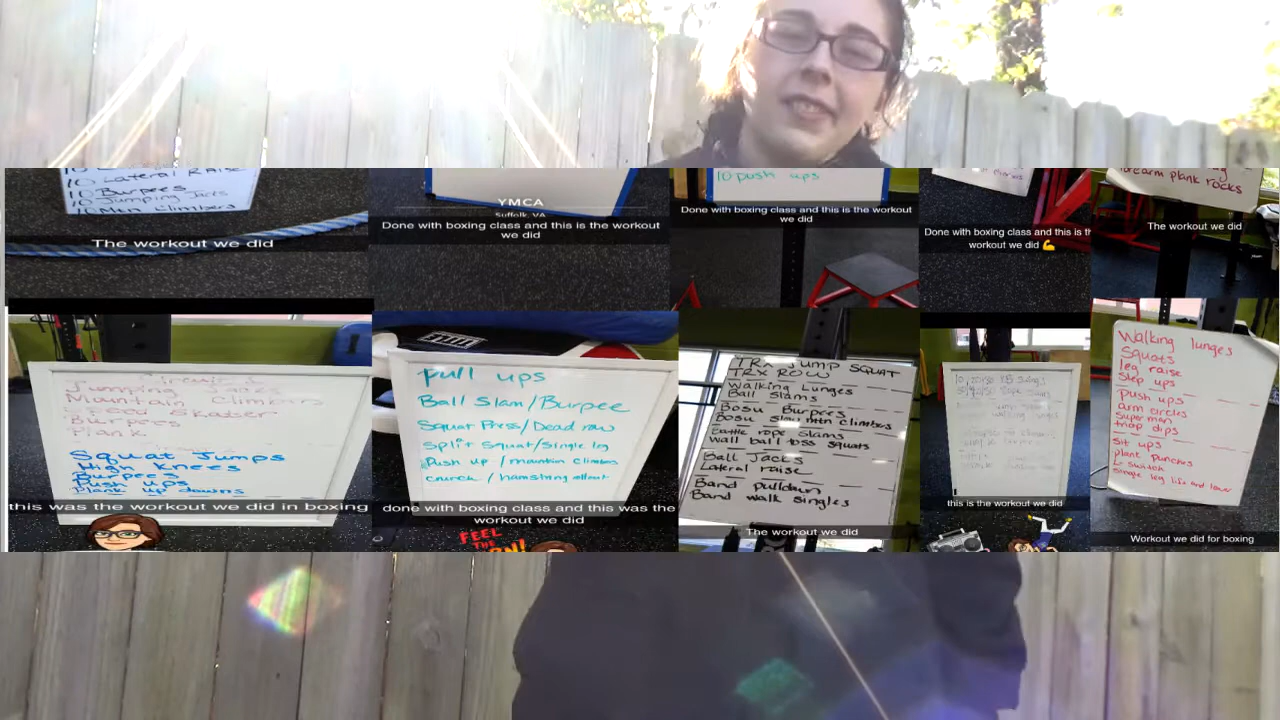 10 Lateral Raise
10 Burpees
10 Jumping Jacks
10 Mtn Climbers
The workout we did
YMCA
Suffolk, VA
Done with boxing class and this is the workout
we did
10 push ups
Done with boxing class and this is the workout
we did
Done with boxing class and this is th
workout we did 💪
forearm plank rocks
The workout we did
Circuit
Jumping Jack
Mountain Climbers
Speed Skater
Burpees
Plank
Squat Jumps
High Knees
Burpees
Push ups
Plank up downs
this was the workout we did in boxing
Pull ups
Ball Slam/Burpee
Squat Press/Dead row
Split Squat/Single leg
Push up / mountain climbers
crunch / hamstring
done with boxing class and this was the
workout we did
FEEL
THE
TRX JUMP SQUAT
TRX ROW
Walking Lunges
Ball Slams
Bosu Burpees
Bosu slow mtn climbers
Battle rope slams
Wall ball toss squats
Ball Jacks
Lateral raise
Band pulldown
Band walk singles
The workout we did
this is the workout we did
Walking lunges
Squats
leg raise
Step ups
Push ups
arm circles
Superman
tricep dips
Sit ups
plank punches
single leg lift and lower
Workout we did for boxing